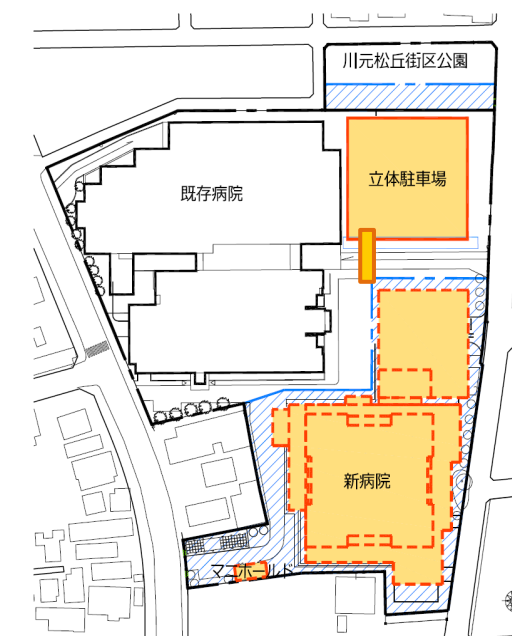 川元松丘街区公園
立体駐車場
既存病院
新病院
マニホールド